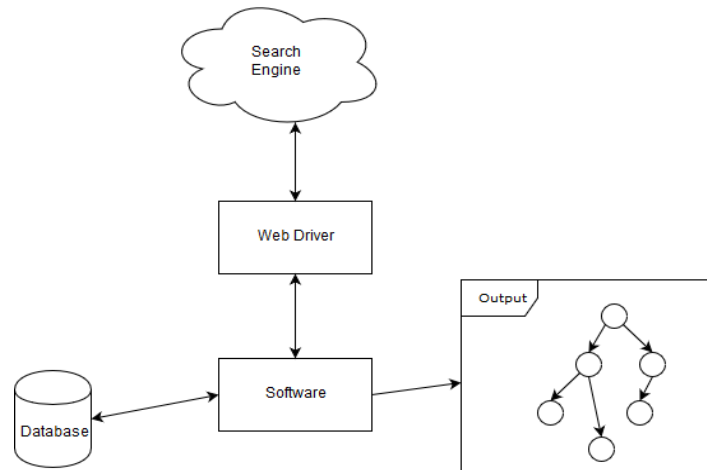 Search
Engine
Web Driver
Output
Software
Database